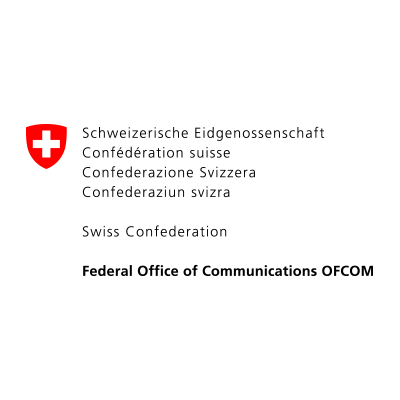 Schweizerische Eidgenossenschaft
Confédération suisse
Confederazione Svizzera
Confederaziun svizra
Swiss Confederation
Federal Office of Communications OFCOM